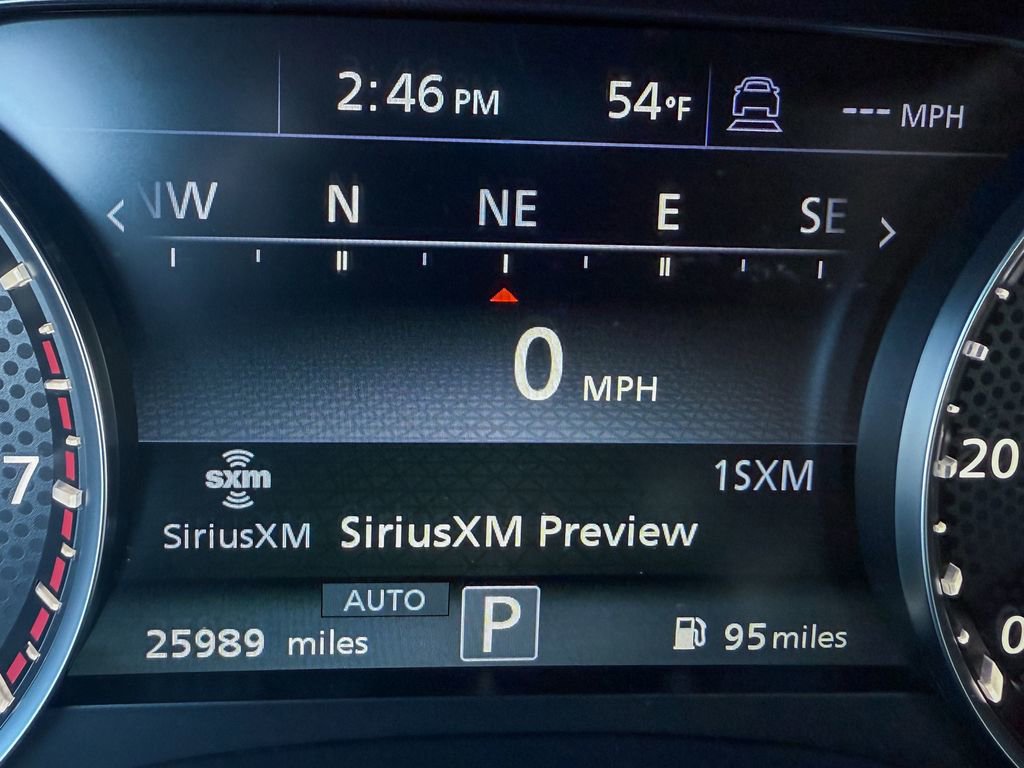 2:46 PM 54°F --- MPH
< NW N NE E SE >
0 MPH
sxm 1SXM
SiriusXM SiriusXM Preview
AUTO
25989 miles P 95 miles
7
20
0